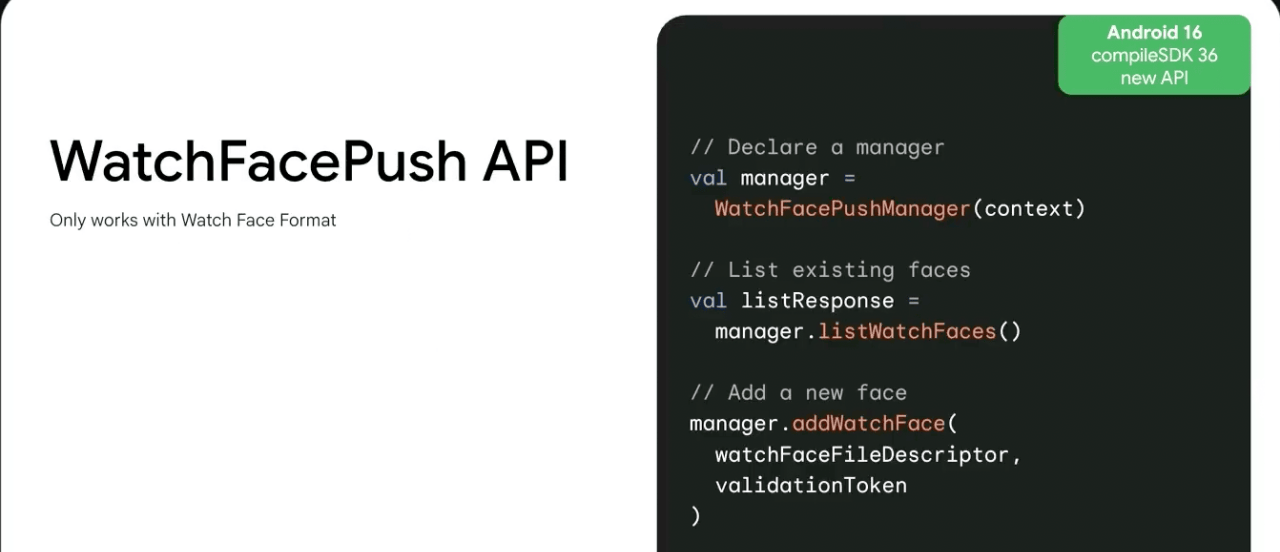 Android 16
compileSDK 36
new API
WatchFacePush API
Only works with Watch Face Format
// Declare a manager
val manager =
WatchFacePushManager(context)
// List existing faces
val listResponse =
manager.listWatchFaces()
// Add a new face
manager.addWatchFace(
watchFaceFileDescriptor,
validationToken
)